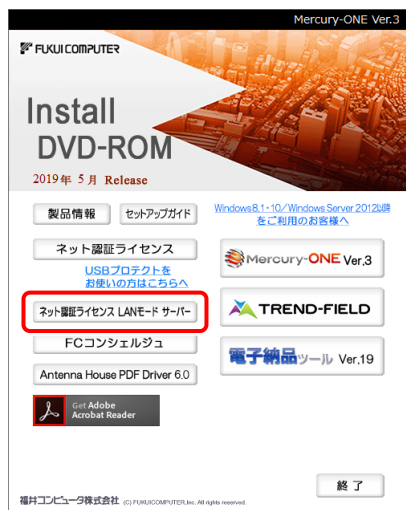 Mercury-ONE Ver.3
FUKUI COMPUTER
Install
DVD-ROM
2019年 5月 Release
製品情報
セットアップガイド
Windows8.1・10/Windows Server 2012以降
をご利用のお客様へ
ネット認証ライセンス
USBプロテクトを
お使いの方はこちらへ
Mercury-ONE Ver.3
ネット認証ライセンス LANモード サーバー
TREND-FIELD
FCコンシェルジュ
電子納品ツール Ver.19
Antenna House PDF Driver 6.0
Get Adobe
Acrobat Reader
終了
福井コンピュータ株式会社 (C) FUKUICOMPUTER,Inc. All rights reserved.